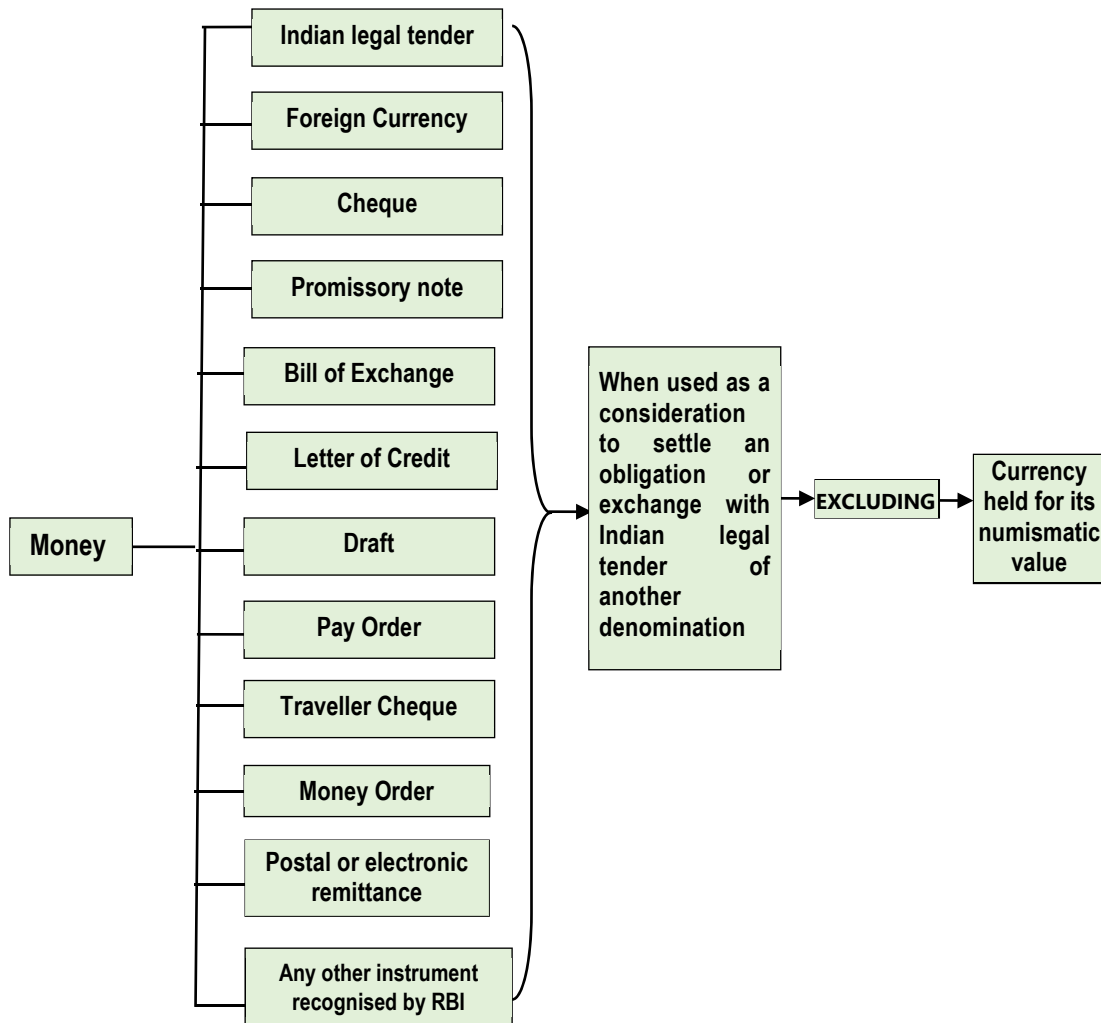 Money
Indian legal tender
Foreign Currency
Cheque
Promissory note
Bill of Exchange
Letter of Credit
Draft
Pay Order
Traveller Cheque
Money Order
Postal or electronic
remittance
Any other instrument
recognised by RBI
When used as a
consideration
to settle an
obligation or
exchange with
Indian legal
tender of
another
denomination
EXCLUDING
Currency
held for its
numismatic
value